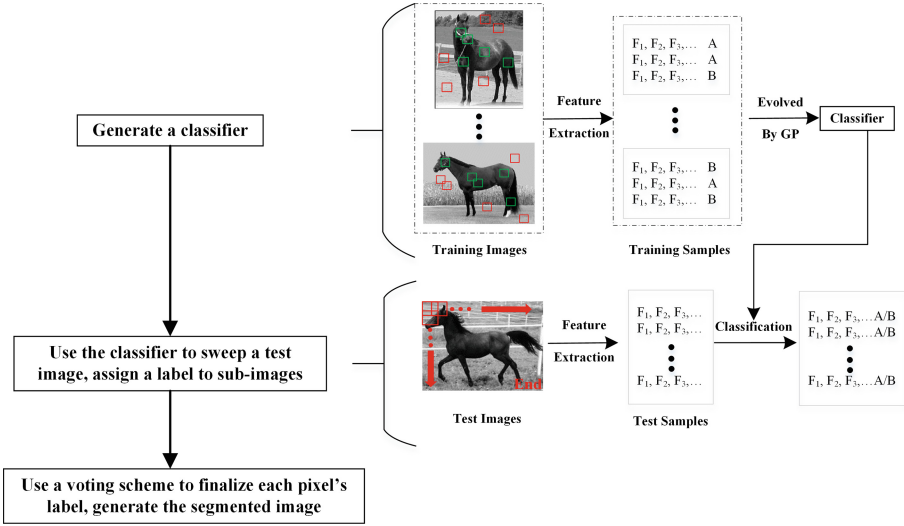 Generate a classifier
Use the classifier to sweep a test
image, assign a label to sub-images
Use a voting scheme to finalize each pixel's
label, generate the segmented image
Training Images
Feature
Extraction
F1, F2, F3,… A
F1, F2, F3,… A
F1, F2, F3,… B
F1, F2, F3,… B
F1, F2, F3,… A
F1, F2, F3,… B
Training Samples
Evolved
By GP
Classifier
End
Test Images
Feature
Extraction
F1, F2, F3,…
F1, F2, F3,…
F1, F2, F3,…
Test Samples
Classification
F1, F2, F3,…A/B
F1, F2, F3,…A/B
F1, F2, F3,…A/B